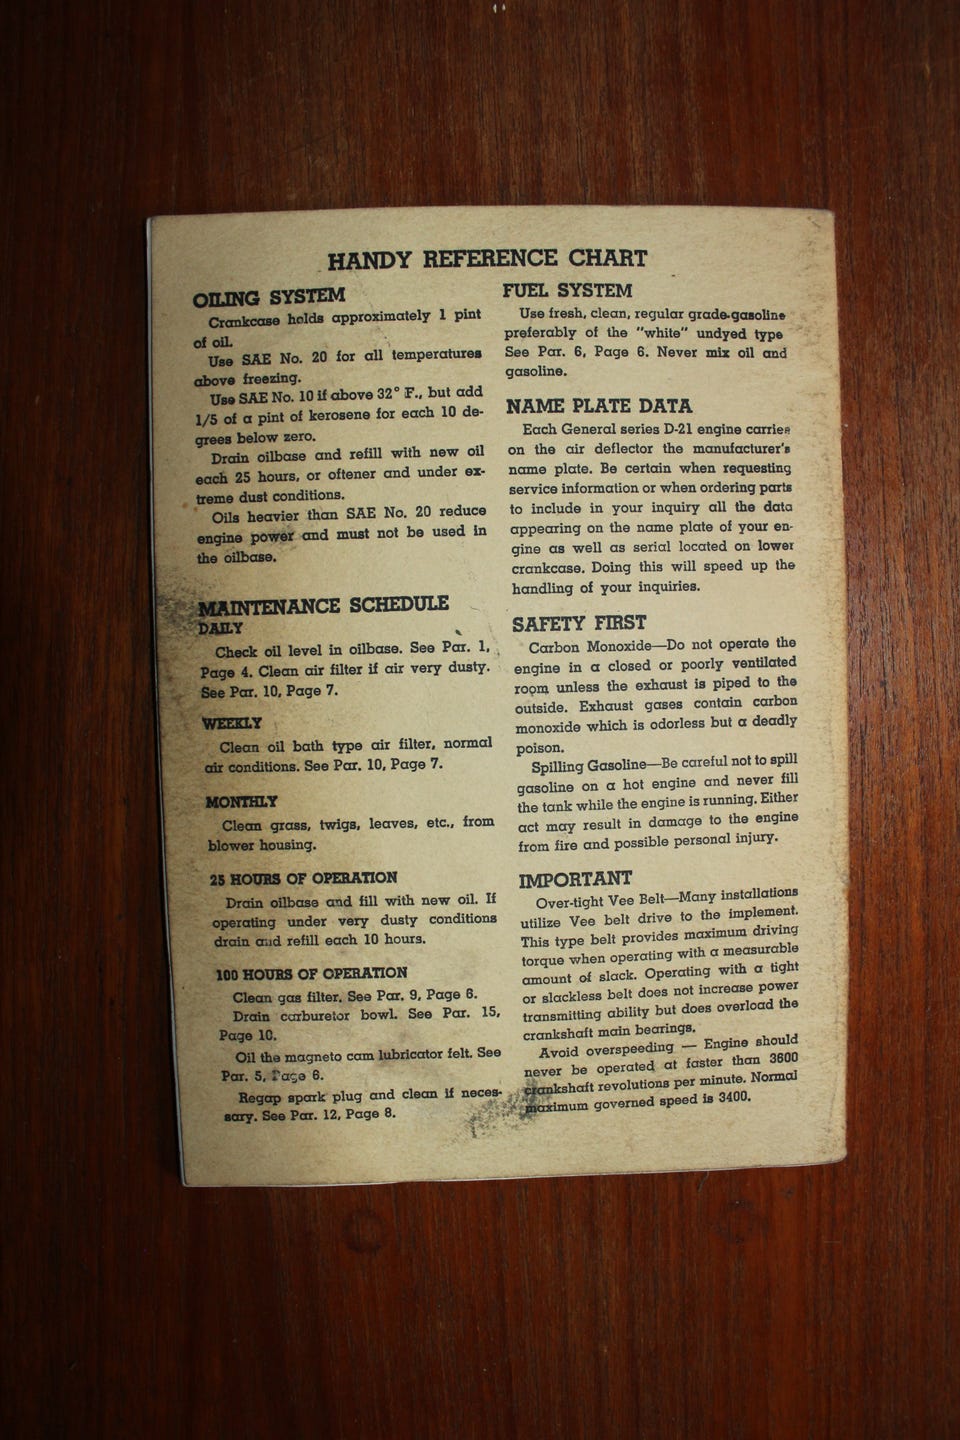 HANDY REFERENCE CHART
OILING SYSTEM
Crankcase holds approximately 1 pint
of oil.
Use SAE No. 20 for all temperatures
above freezing.
Use SAE No. 10 if above 32° F., but add
1/5 of a pint of kerosene for each 10 de-
grees below zero.
Drain oilbase and refill with new oil
each 25 hours, or oftener and under ex-
treme dust conditions.
Oils heavier than SAE No. 20 reduce
engine power and must not be used in
the oilbase.
MAINTENANCE SCHEDULE
DAILY
Check oil level in oilbase. See Par. 1,
Page 4. Clean air filter if air very dusty.
See Par. 10, Page 7.
WEEKLY
Clean oil bath type air filter, normal
air conditions. See Par. 10, Page 7.
MONTHLY
Clean grass, twigs, leaves, etc., from
blower housing.
25 HOURS OF OPERATION
Drain oilbase and fill with new oil. If
operating under very dusty conditions
drain and refill each 10 hours.
100 HOURS OF OPERATION
Clean gas filter. See Par. 9, Page 6.
Drain carburetor bowl. See Par. 15,
Page 10.
Oil the magneto cam lubricator felt. See
Par. 5, Page 6.
Regap spark plug and clean if neces-
sary. See Par. 12, Page 8.
FUEL SYSTEM
Use fresh, clean, regular grade gasoline
preferably of the "white" undyed type
See Par. 6, Page 6. Never mix oil and
gasoline.
NAME PLATE DATA
Each General series D-21 engine carries
on the air deflector the manufacturer's
name plate. Be certain when requesting
service information or when ordering parts
to include in your inquiry all the data
appearing on the name plate of your en-
gine as well as serial located on lower
crankcase. Doing this will speed up the
handling of your inquiries.
SAFETY FIRST
Carbon Monoxide—Do not operate the
engine in a closed or poorly ventilated
room unless the exhaust is piped to the
outside. Exhaust gases contain carbon
monoxide which is odorless but a deadly
poison.
Spilling Gasoline—Be careful not to spill
gasoline on a hot engine and never fill
the tank while the engine is running. Either
act may result in damage to the engine
from fire and possible personal injury.
IMPORTANT
Over-tight Vee Belt—Many installations
utilize Vee belt drive to the implement.
This type belt provides maximum driving
torque when operating with a measurable
amount of slack. Operating with a tight
or slackless belt does not increase power
transmitting ability but does overload the
crankshaft main bearings.
Avoid overspeeding — Engine should
never be operated at faster than 3600
crankshaft revolutions per minute. Normal
maximum governed speed is 3400.